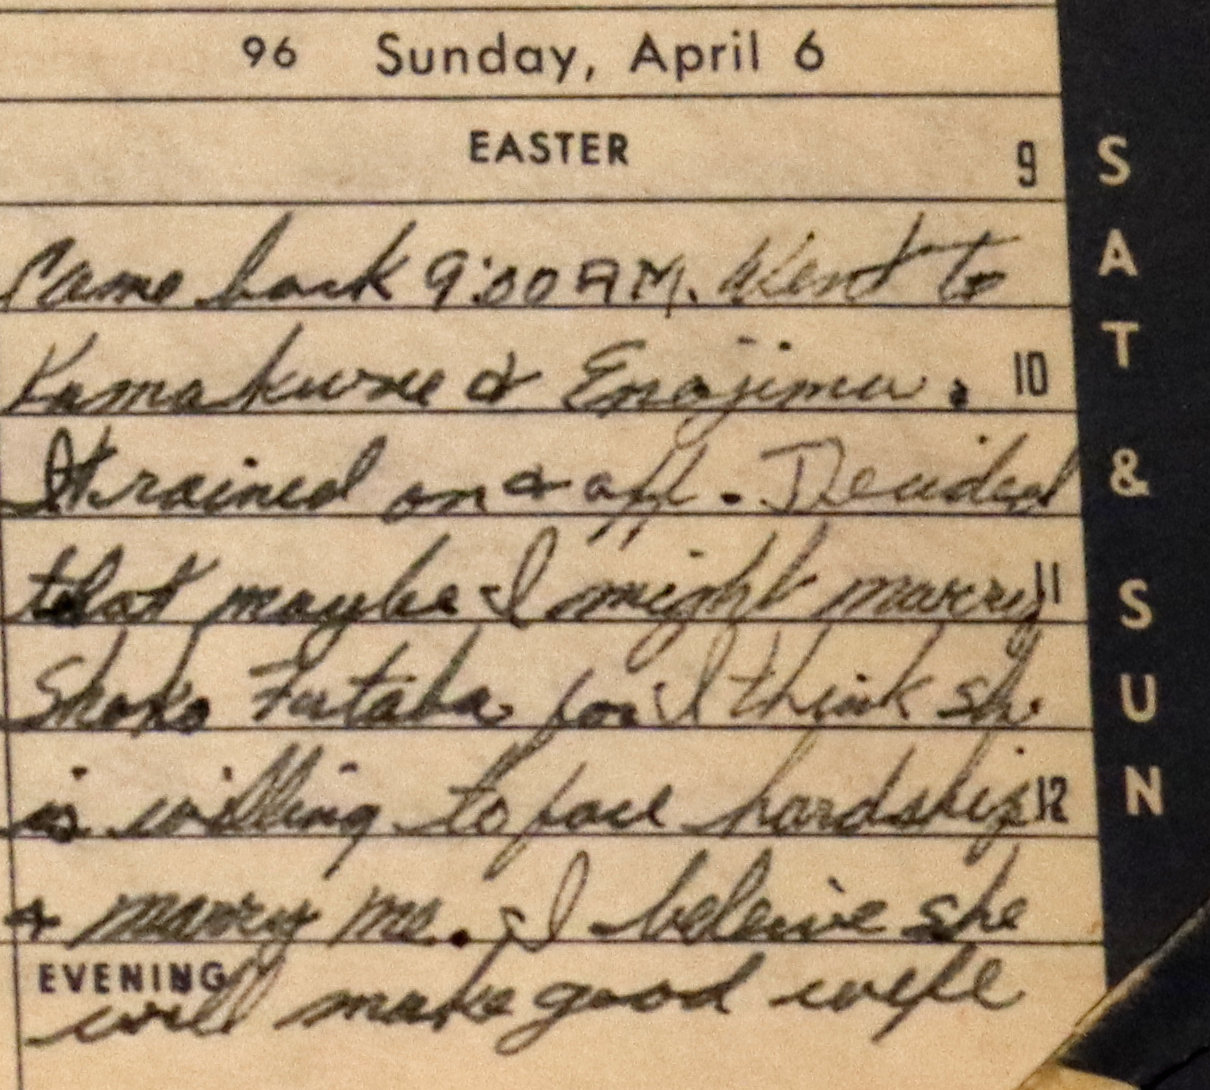 96 Sunday, April 6
EASTER
9
Came back 9:00 AM. Went to
Kamakura & Enojima. 10
It rained on & off. Decided
that maybe I might marry 11
Shoko Futaba for I think she
is willing to face hardship 12
& marry me. I beleive she
EVENING
will make good wife
SAT & SUN